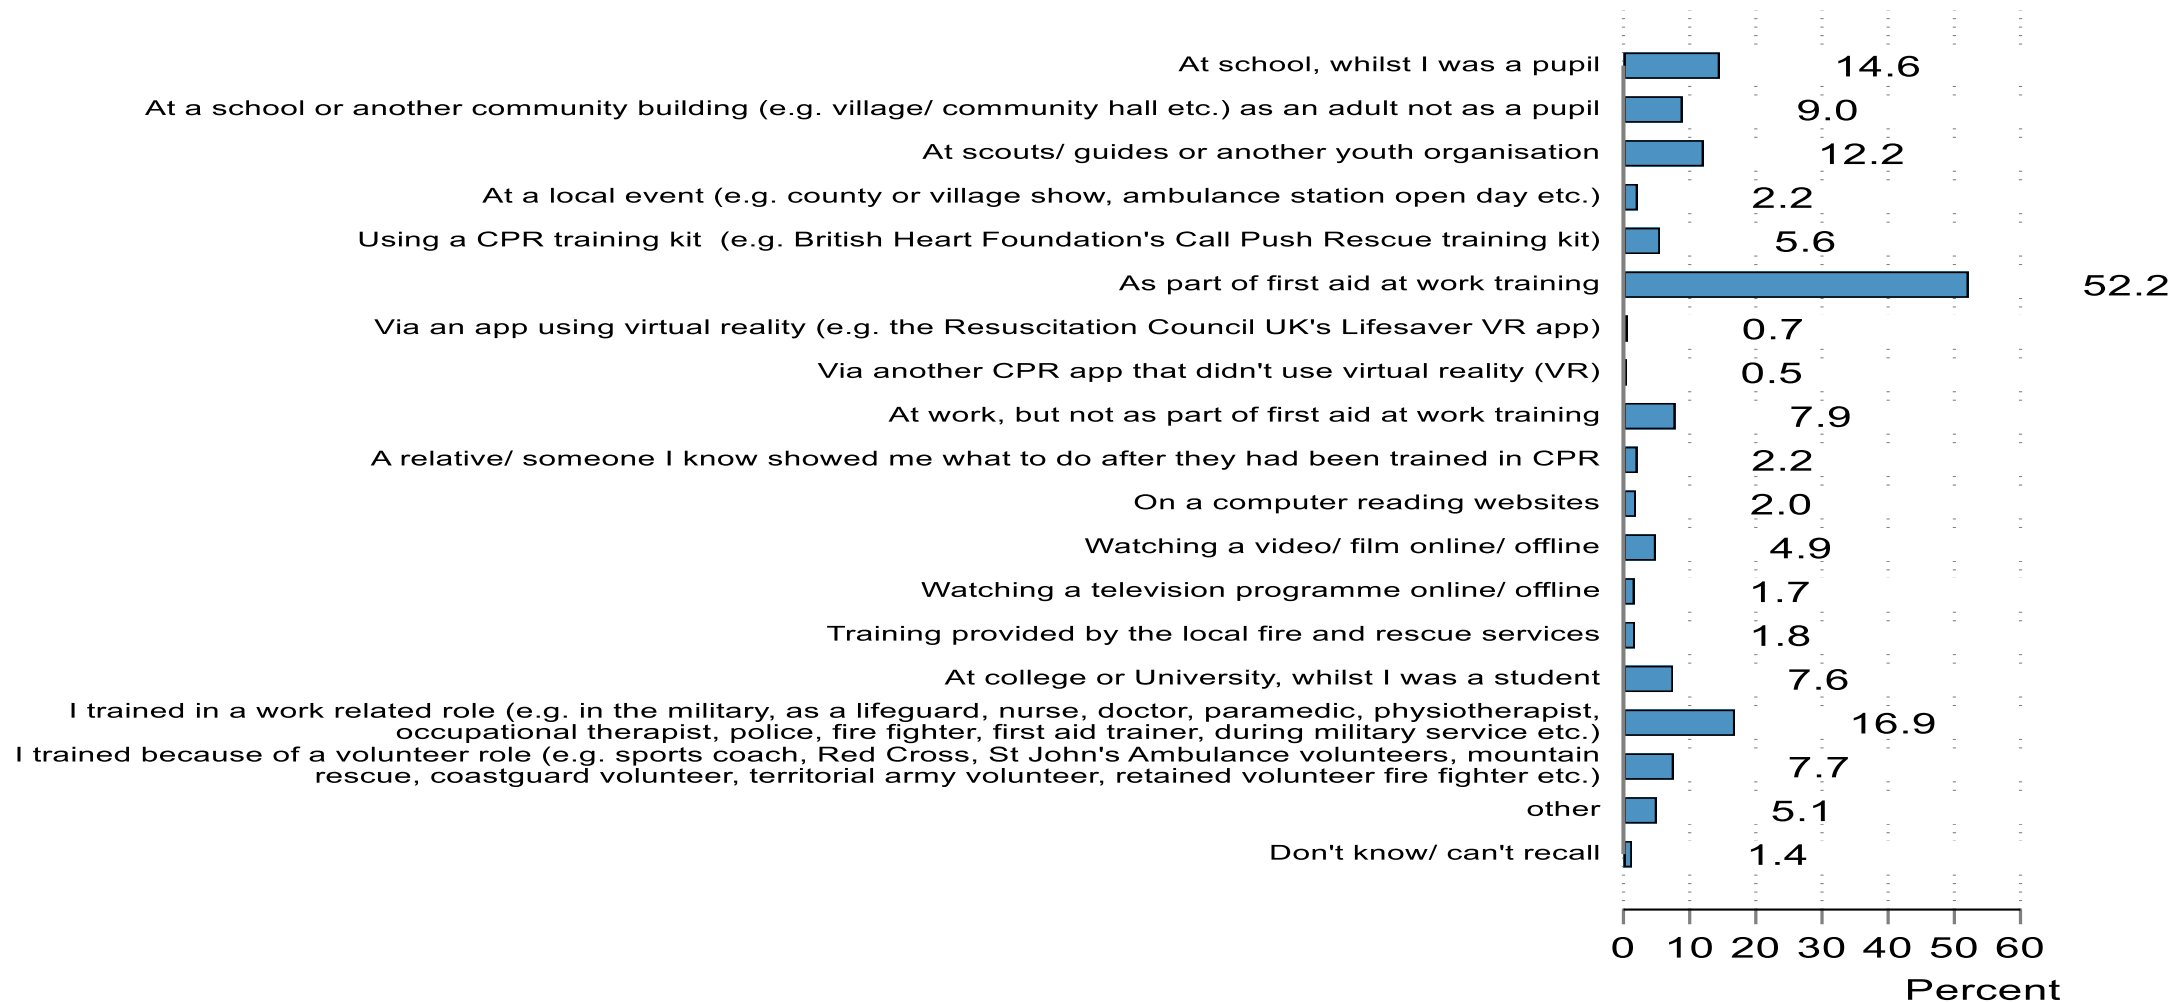 At school, whilst I was a pupil 14.6
At a school or another community building (e.g. village/ community hall etc.) as an adult not as a pupil 9.0
At scouts/ guides or another youth organisation 12.2
At a local event (e.g. county or village show, ambulance station open day etc.) 2.2
Using a CPR training kit  (e.g. British Heart Foundation's Call Push Rescue training kit) 5.6
As part of first aid at work training 52.2
Via an app using virtual reality (e.g. the Resuscitation Council UK's Lifesaver VR app) 0.7
Via another CPR app that didn't use virtual reality (VR) 0.5
At work, but not as part of first aid at work training 7.9
A relative/ someone I know showed me what to do after they had been trained in CPR 2.2
On a computer reading websites 2.0
Watching a video/ film online/ offline 4.9
Watching a television programme online/ offline 1.7
Training provided by the local fire and rescue services 1.8
At college or University, whilst I was a student 7.6
I trained in a work related role (e.g. in the military, as a lifeguard, nurse, doctor, paramedic, physiotherapist,
occupational therapist, police, fire fighter, first aid trainer, during military service etc.) 16.9
I trained because of a volunteer role (e.g. sports coach, Red Cross, St John's Ambulance volunteers, mountain
rescue, coastguard volunteer, territorial army volunteer, retained volunteer fire fighter etc.) 7.7
other 5.1
Don't know/ can't recall 1.4
0 10 20 30 40 50 60
Percent